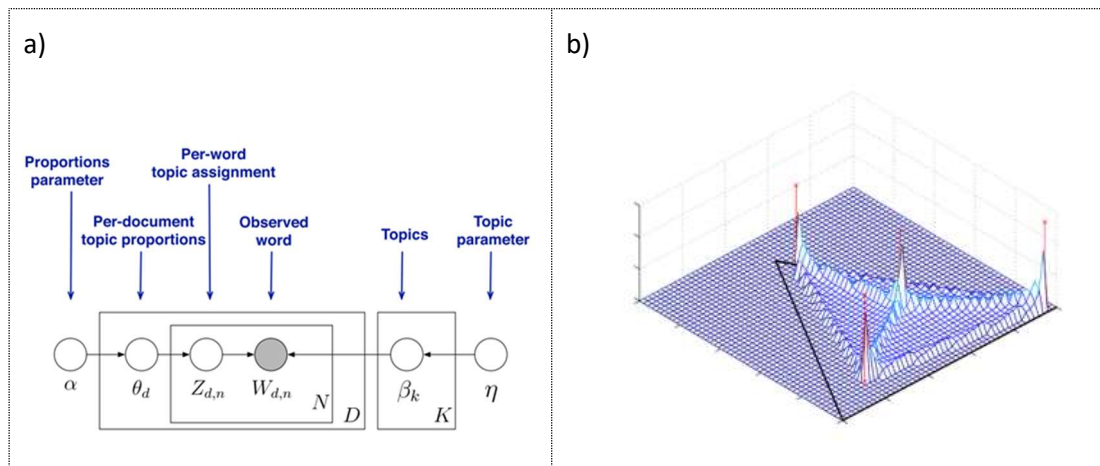 a)
Proportions
parameter
Per-word
topic assignment
Per-document
topic proportions
Observed
word
Topics
Topic
parameter
α
θd
Zd,n
Wd,n
N
D
βk
K
η
b)